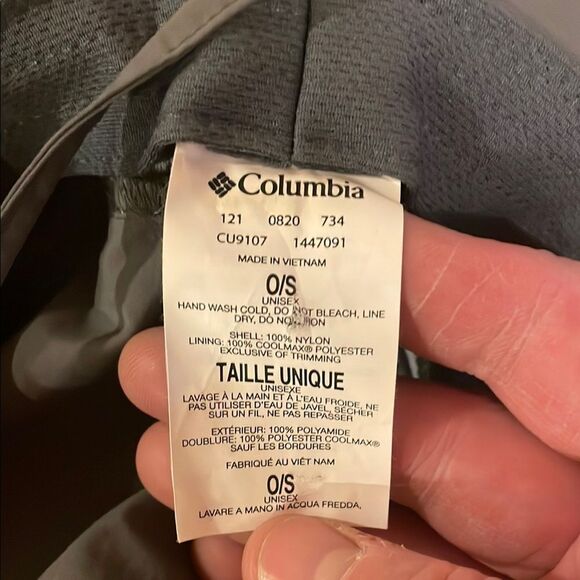 Columbia
121 0820 734
CU9107 1447091
MADE IN VIETNAM
O/S
UNISEX
HAND WASH COLD, DO NOT BLEACH, LINE
DRY, DO NOT IRON
SHELL: 100% NYLON
LINING: 100% COOLMAX® POLYESTER
EXCLUSIVE OF TRIMMING
TAILLE UNIQUE
UNISEXE
LAVAGE À LA MAIN ET À L'EAU FROIDE, NE
PAS UTILISER D'EAU DE JAVEL, SÉCHER
SUR UN FIL, NE PAS REPASSER
EXTÉRIEUR: 100% POLYAMIDE
DOUBLURE: 100% POLYESTER COOLMAX®
SAUF LES BORDURES
FABRIQUÉ AU VIÊT NAM
O/S
UNISEX
LAVARE A MANO IN ACQUA FREDDA,